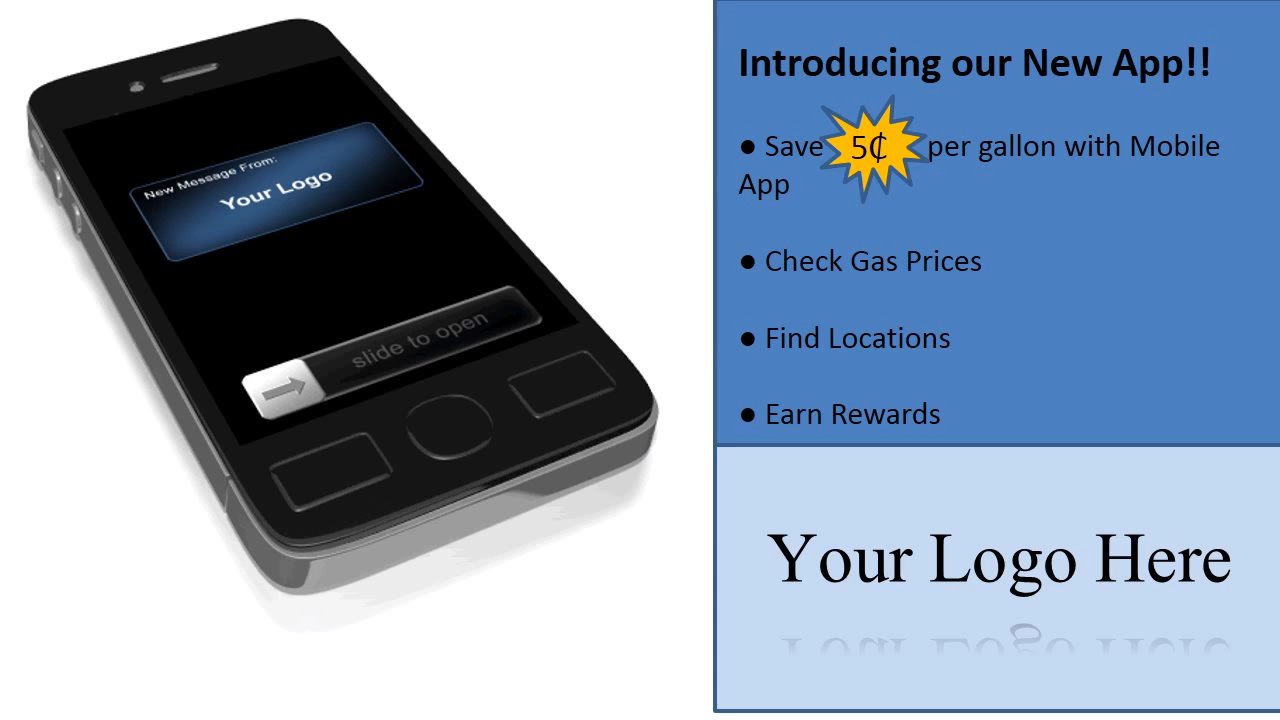 New Message From:
Your Logo
slide to open
Introducing our New App!!
● Save 5¢ per gallon with Mobile
App
● Check Gas Prices
● Find Locations
● Earn Rewards
Your Logo Here